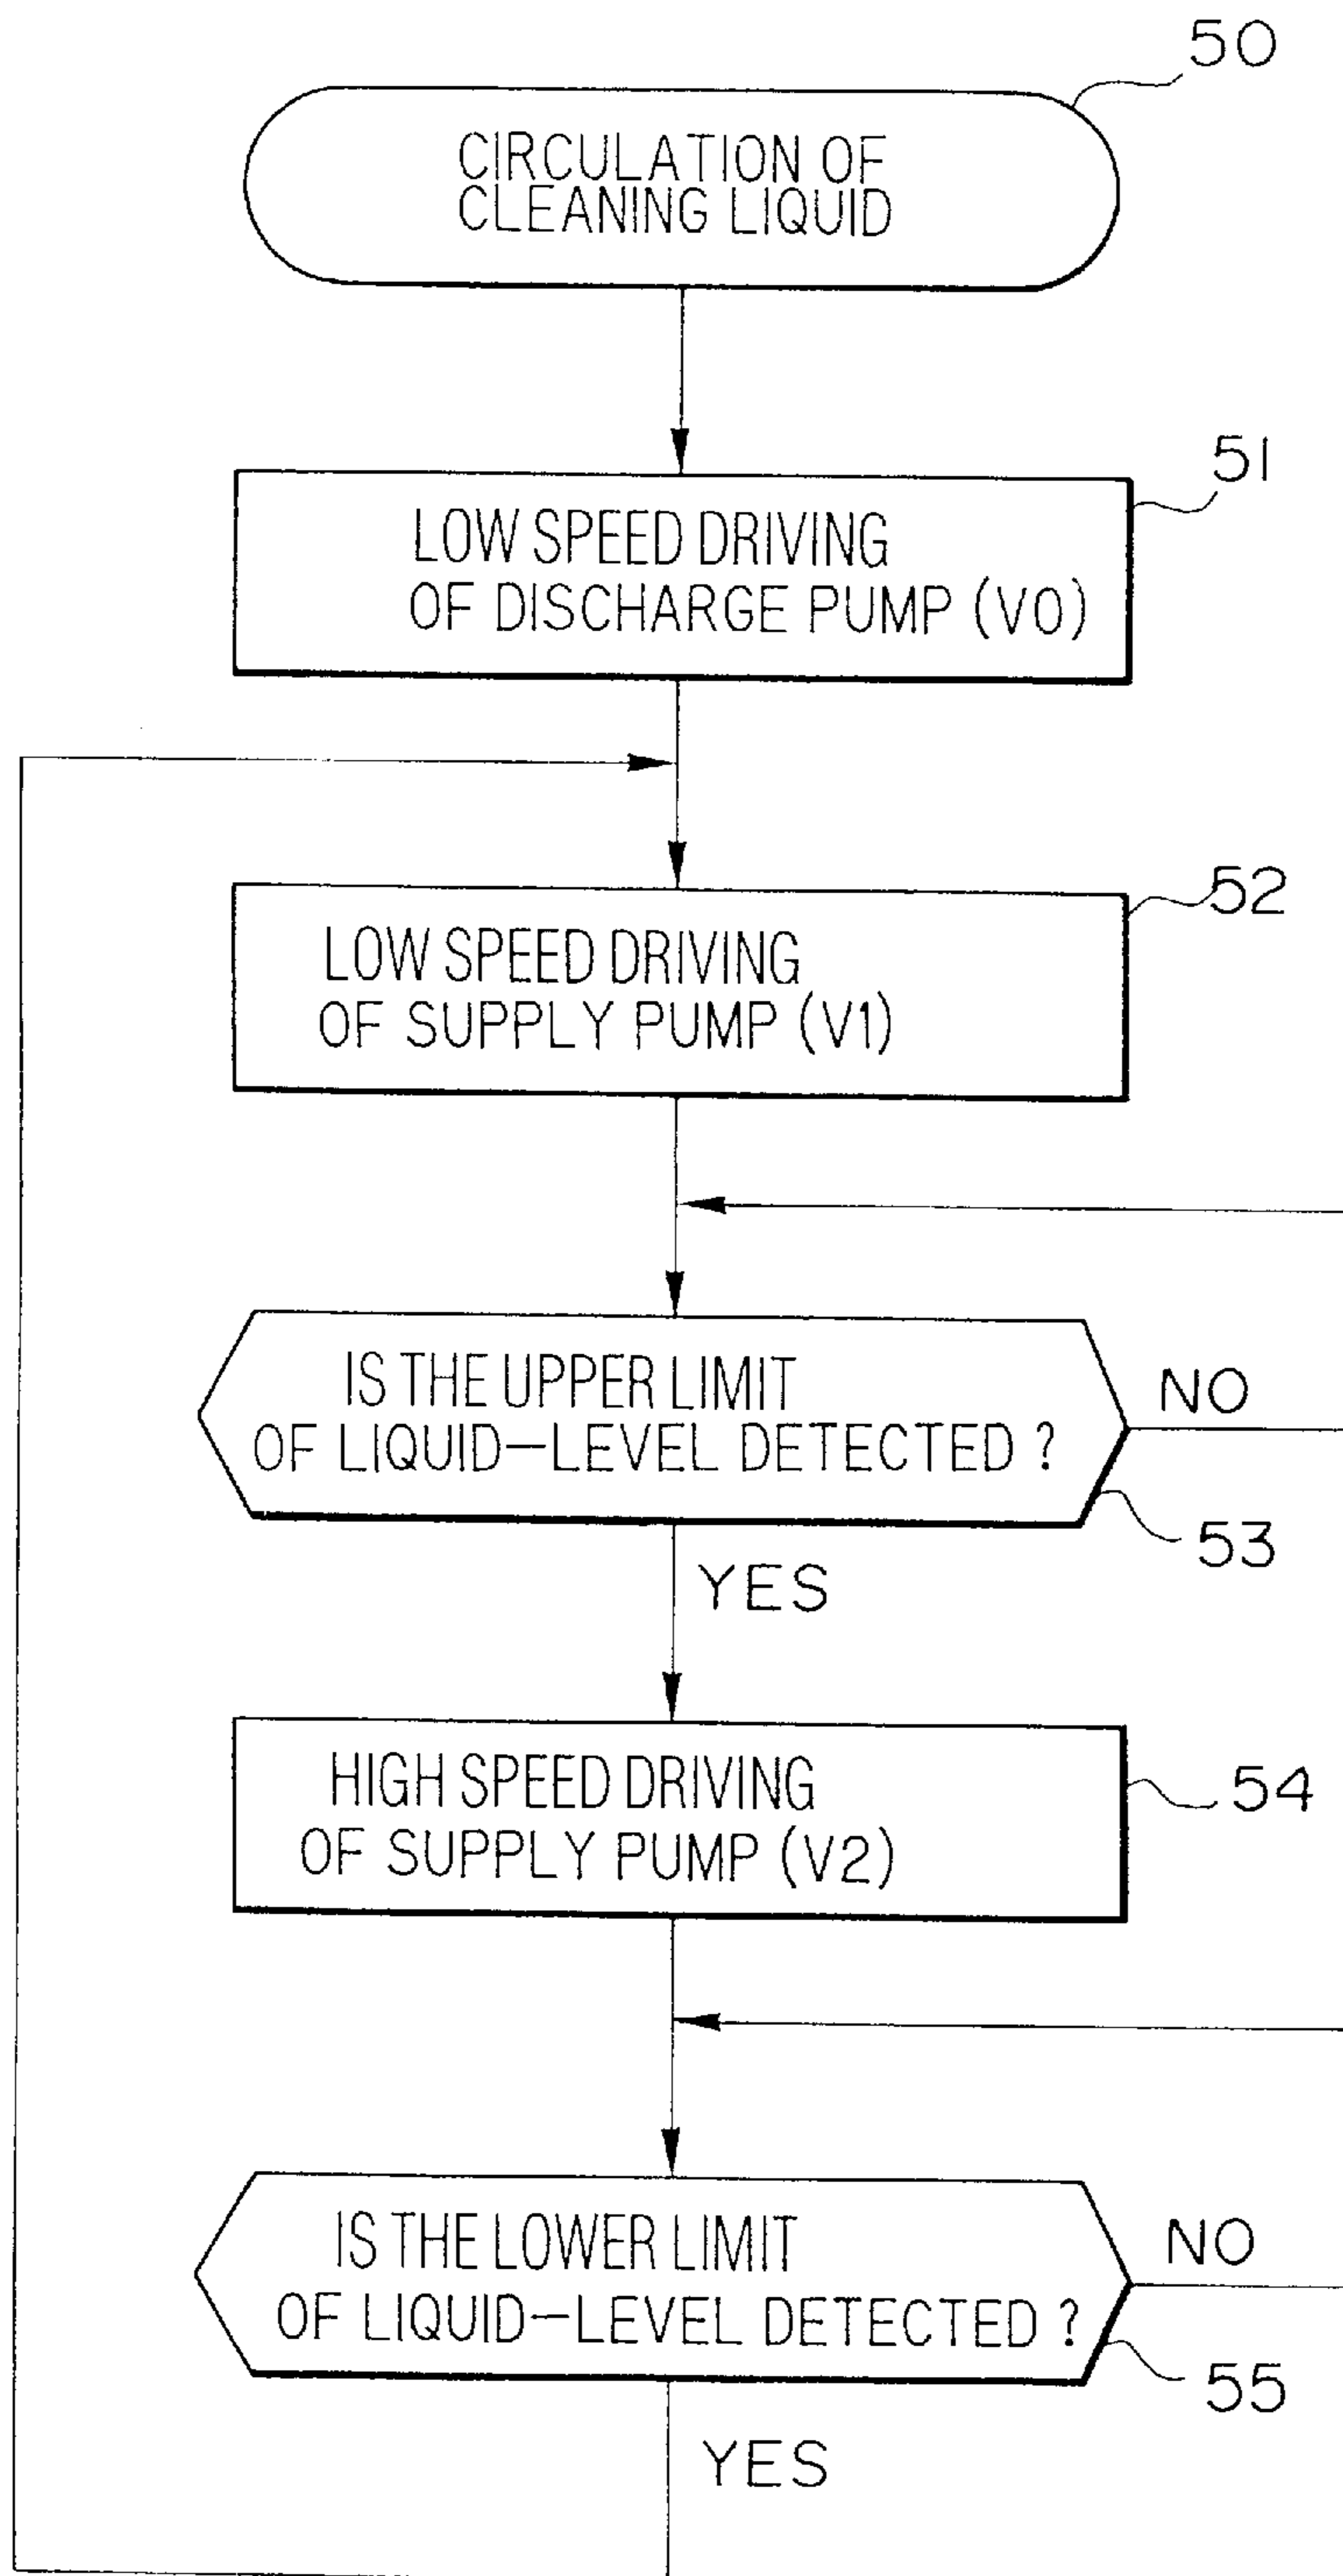 50
CIRCULATION OF
CLEANING LIQUID
51
LOW SPEED DRIVING
OF DISCHARGE PUMP (V0)
52
LOW SPEED DRIVING
OF SUPPLY PUMP (V1)
IS THE UPPER LIMIT
OF LIQUID-LEVEL DETECTED ?
NO
53
YES
HIGH SPEED DRIVING
OF SUPPLY PUMP (V2)
54
IS THE LOWER LIMIT
OF LIQUID-LEVEL DETECTED ?
NO
55
YES